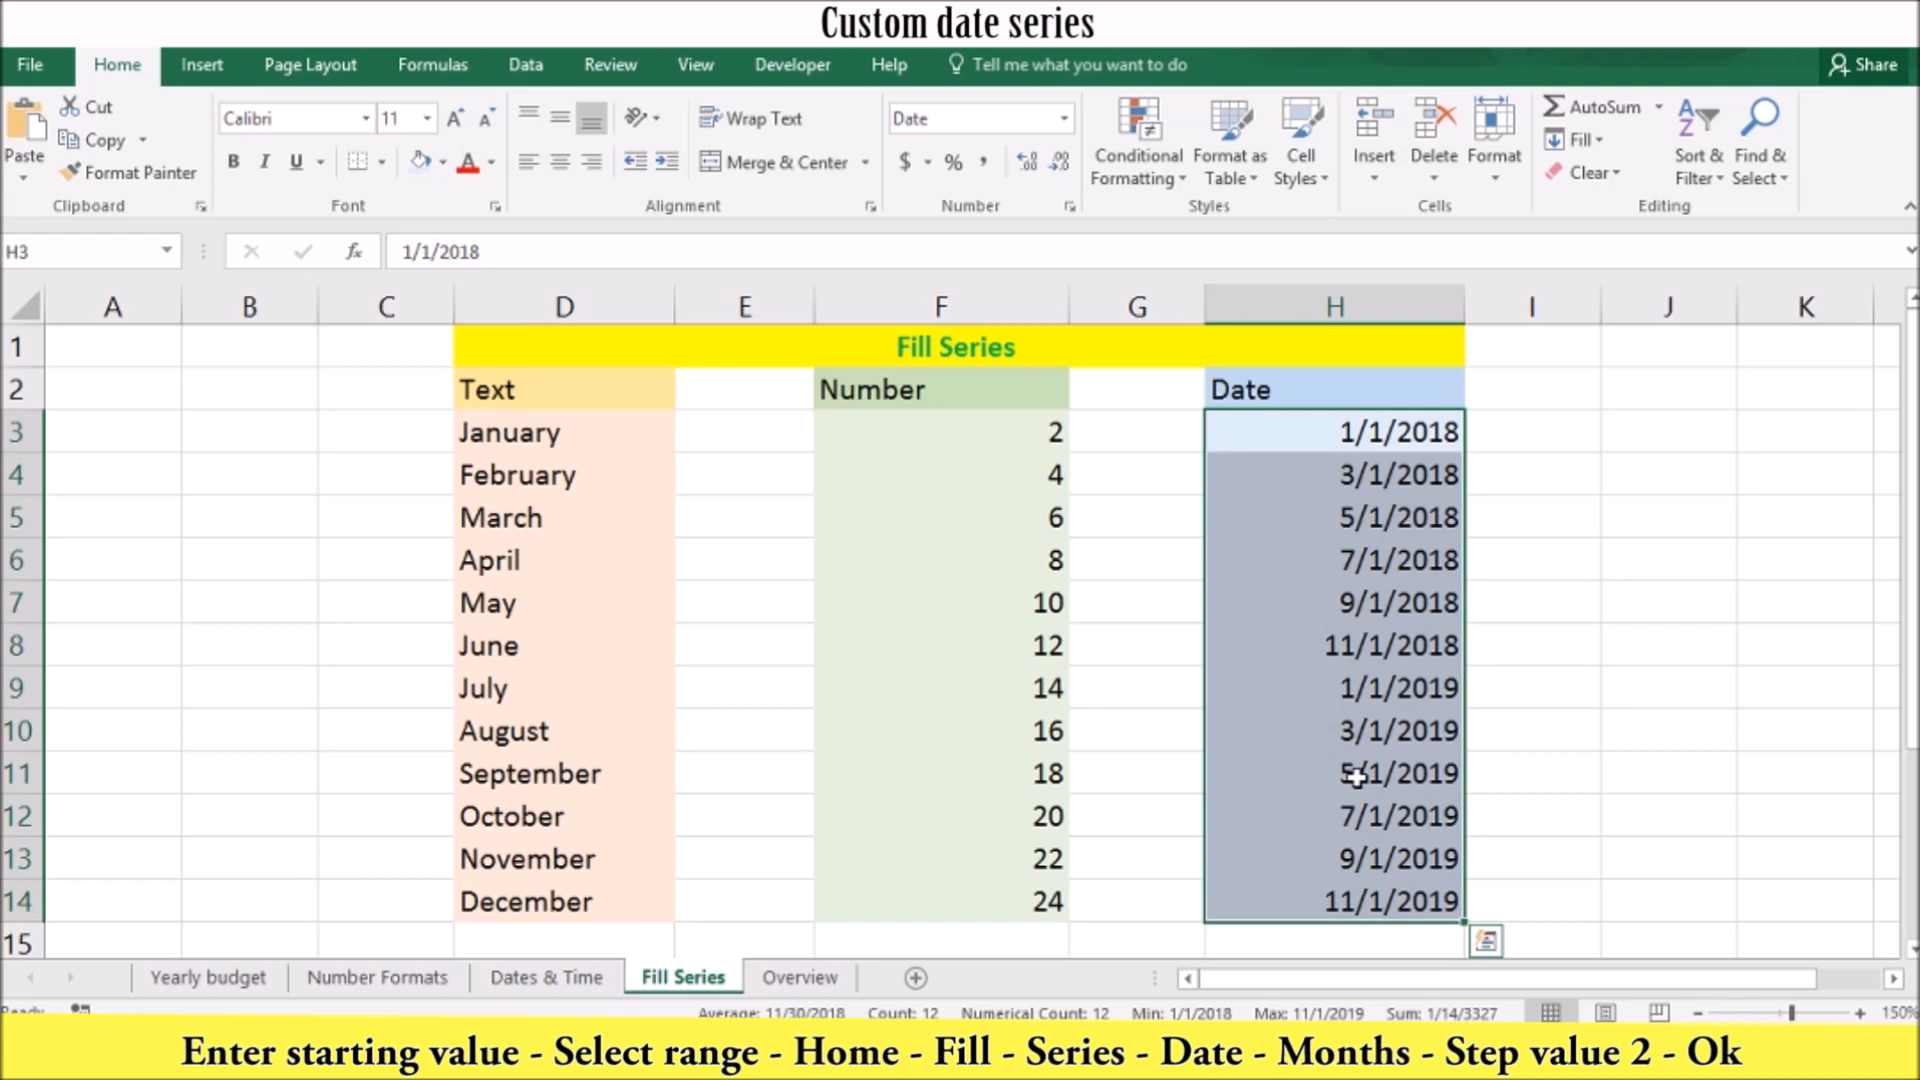 Custom date series
File Home Insert Page Layout Formulas Data Review View Developer Help Tell me what you want to do Share
Cut
Copy
Paste
Format Painter
Clipboard
Calibri 11
B I U
Font
Wrap Text
Merge & Center
Alignment
Date
$ % ,
Number
Conditional Formatting
Format as Table
Cell Styles
Styles
Insert Delete Format
Cells
AutoSum
Fill
Clear
Sort & Filter
Find & Select
Editing
H3 fx 1/1/2018
A B C D E F G H I J K
1 Fill Series
2 Text Number Date
3 January 2 1/1/2018
4 February 4 3/1/2018
5 March 6 5/1/2018
6 April 8 7/1/2018
7 May 10 9/1/2018
8 June 12 11/1/2018
9 July 14 1/1/2019
10 August 16 3/1/2019
11 September 18 5/1/2019
12 October 20 7/1/2019
13 November 22 9/1/2019
14 December 24 11/1/2019
15
Yearly budget Number Formats Dates & Time Fill Series Overview
Ready Average: 11/30/2018 Count: 12 Numerical Count: 12 Min: 1/1/2018 Max: 11/1/2019 Sum: 1/14/3327 150%
Enter starting value - Select range - Home - Fill - Series - Date - Months - Step value 2 - Ok